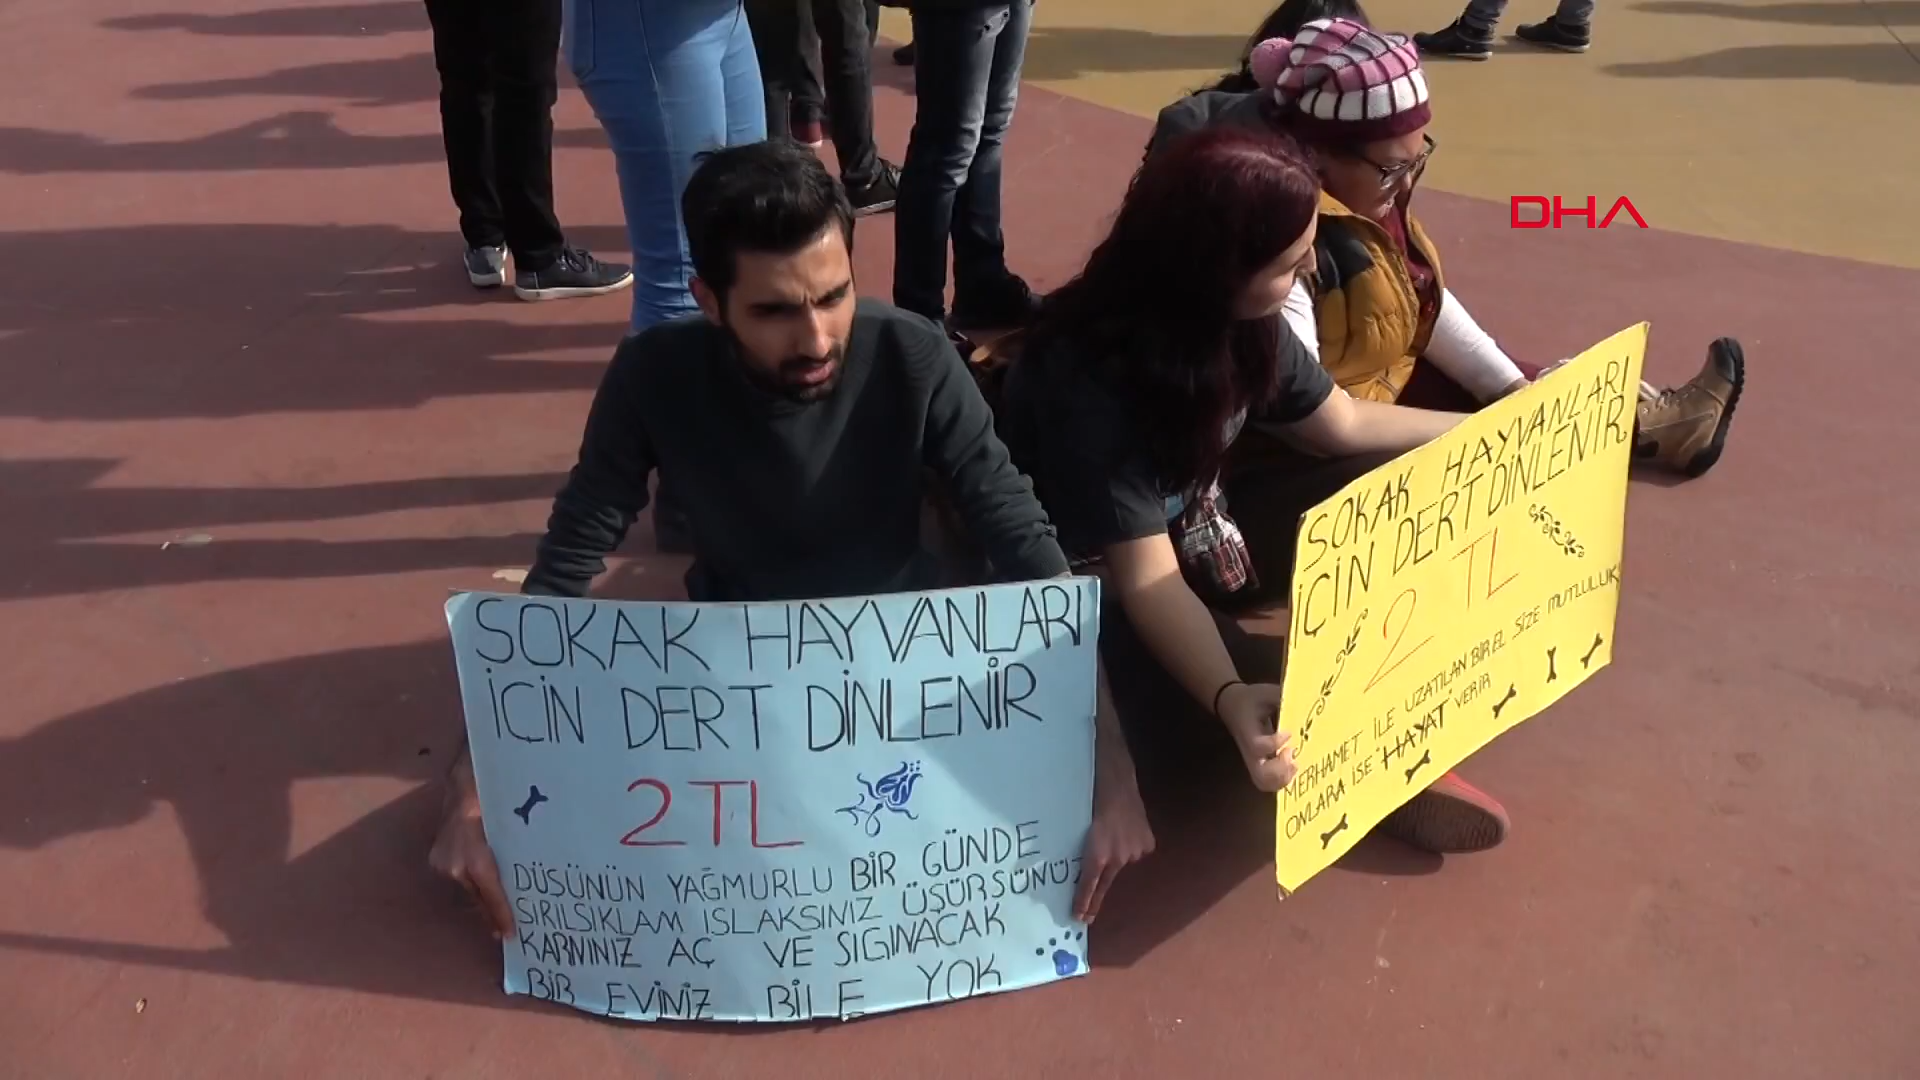 DHA
SOKAK HAYVANLARI
İÇİN DERT DİNLENİR
2 TL
DÜŞÜNÜN YAĞMURLU BİR GÜNDE
SIRILSIKLAM ISLAKSINIZ ÜŞÜRSÜNÜZ
KARNINIZ AÇ VE SIĞINACAK
BİR EVİNİZ BİLE YOK
SOKAK HAYVANLARI
İÇİN DERT DİNLENİR
2 TL
MERHAMET İLE UZATILAN BİR EL SİZE MUTLULUK
ONLARA İSE "HAYAT" VERİR